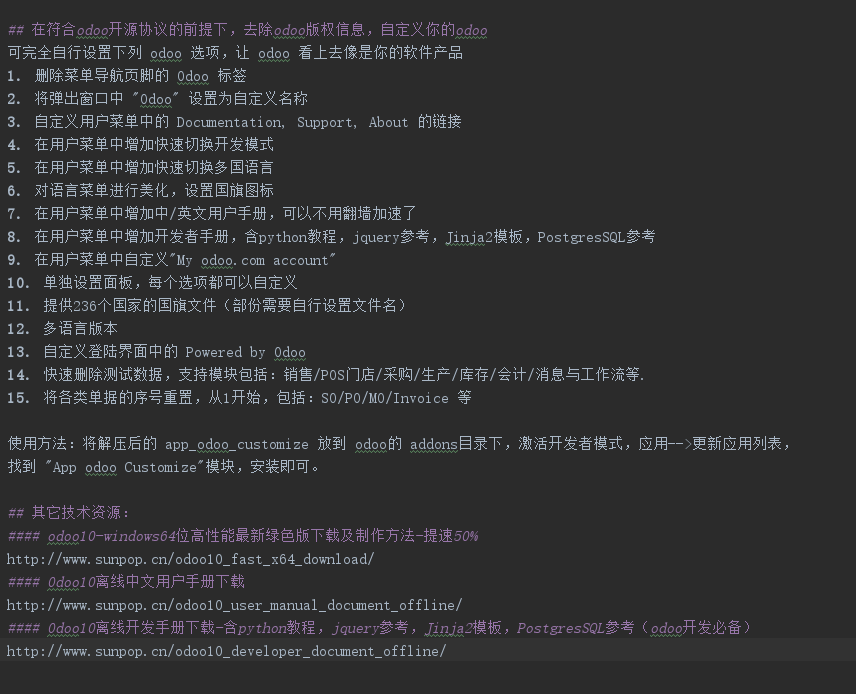 ## 在符合odoo开源协议的前提下，去除odoo版权信息，自定义你的odoo
可完全自行设置下列 odoo 选项，让 odoo 看上去像是你的软件产品
1. 删除菜单导航页脚的 Odoo 标签
2. 将弹出窗口中 "Odoo" 设置为自定义名称
3. 自定义用户菜单中的 Documentation, Support, About 的链接
4. 在用户菜单中增加快速切换开发模式
5. 在用户菜单中增加快速切换多国语言
6. 对语言菜单进行美化，设置国旗图标
7. 在用户菜单中增加中/英文用户手册，可以不用翻墙加速了
8. 在用户菜单中增加开发者手册，含python教程，jquery参考，Jinja2模板，PostgresSQL参考
9. 在用户菜单中自定义"My odoo.com account"
10. 单独设置面板，每个选项都可以自定义
11. 提供236个国家的国旗文件（部份需要自行设置文件名）
12. 多语言版本
13. 自定义登陆界面中的 Powered by Odoo
14. 快速删除测试数据，支持模块包括：销售/POS门店/采购/生产/库存/会计/消息与工作流等.
15. 将各类单据的序号重置，从1开始，包括：SO/PO/MO/Invoice 等
使用方法：将解压后的 app_odoo_customize 放到 odoo的 addons目录下，激活开发者模式，应用-->更新应用列表，
找到 "App odoo Customize"模块，安装即可。
## 其它技术资源：
#### odoo10-windows64位高性能最新绿色版下载及制作方法-提速50%
http://www.sunpop.cn/odoo10_fast_x64_download/
#### Odoo10离线中文用户手册下载
http://www.sunpop.cn/odoo10_user_manual_document_offline/
#### Odoo10离线开发手册下载-含python教程，jquery参考，Jinja2模板，PostgresSQL参考（odoo开发必备）
http://www.sunpop.cn/odoo10_developer_document_offline/